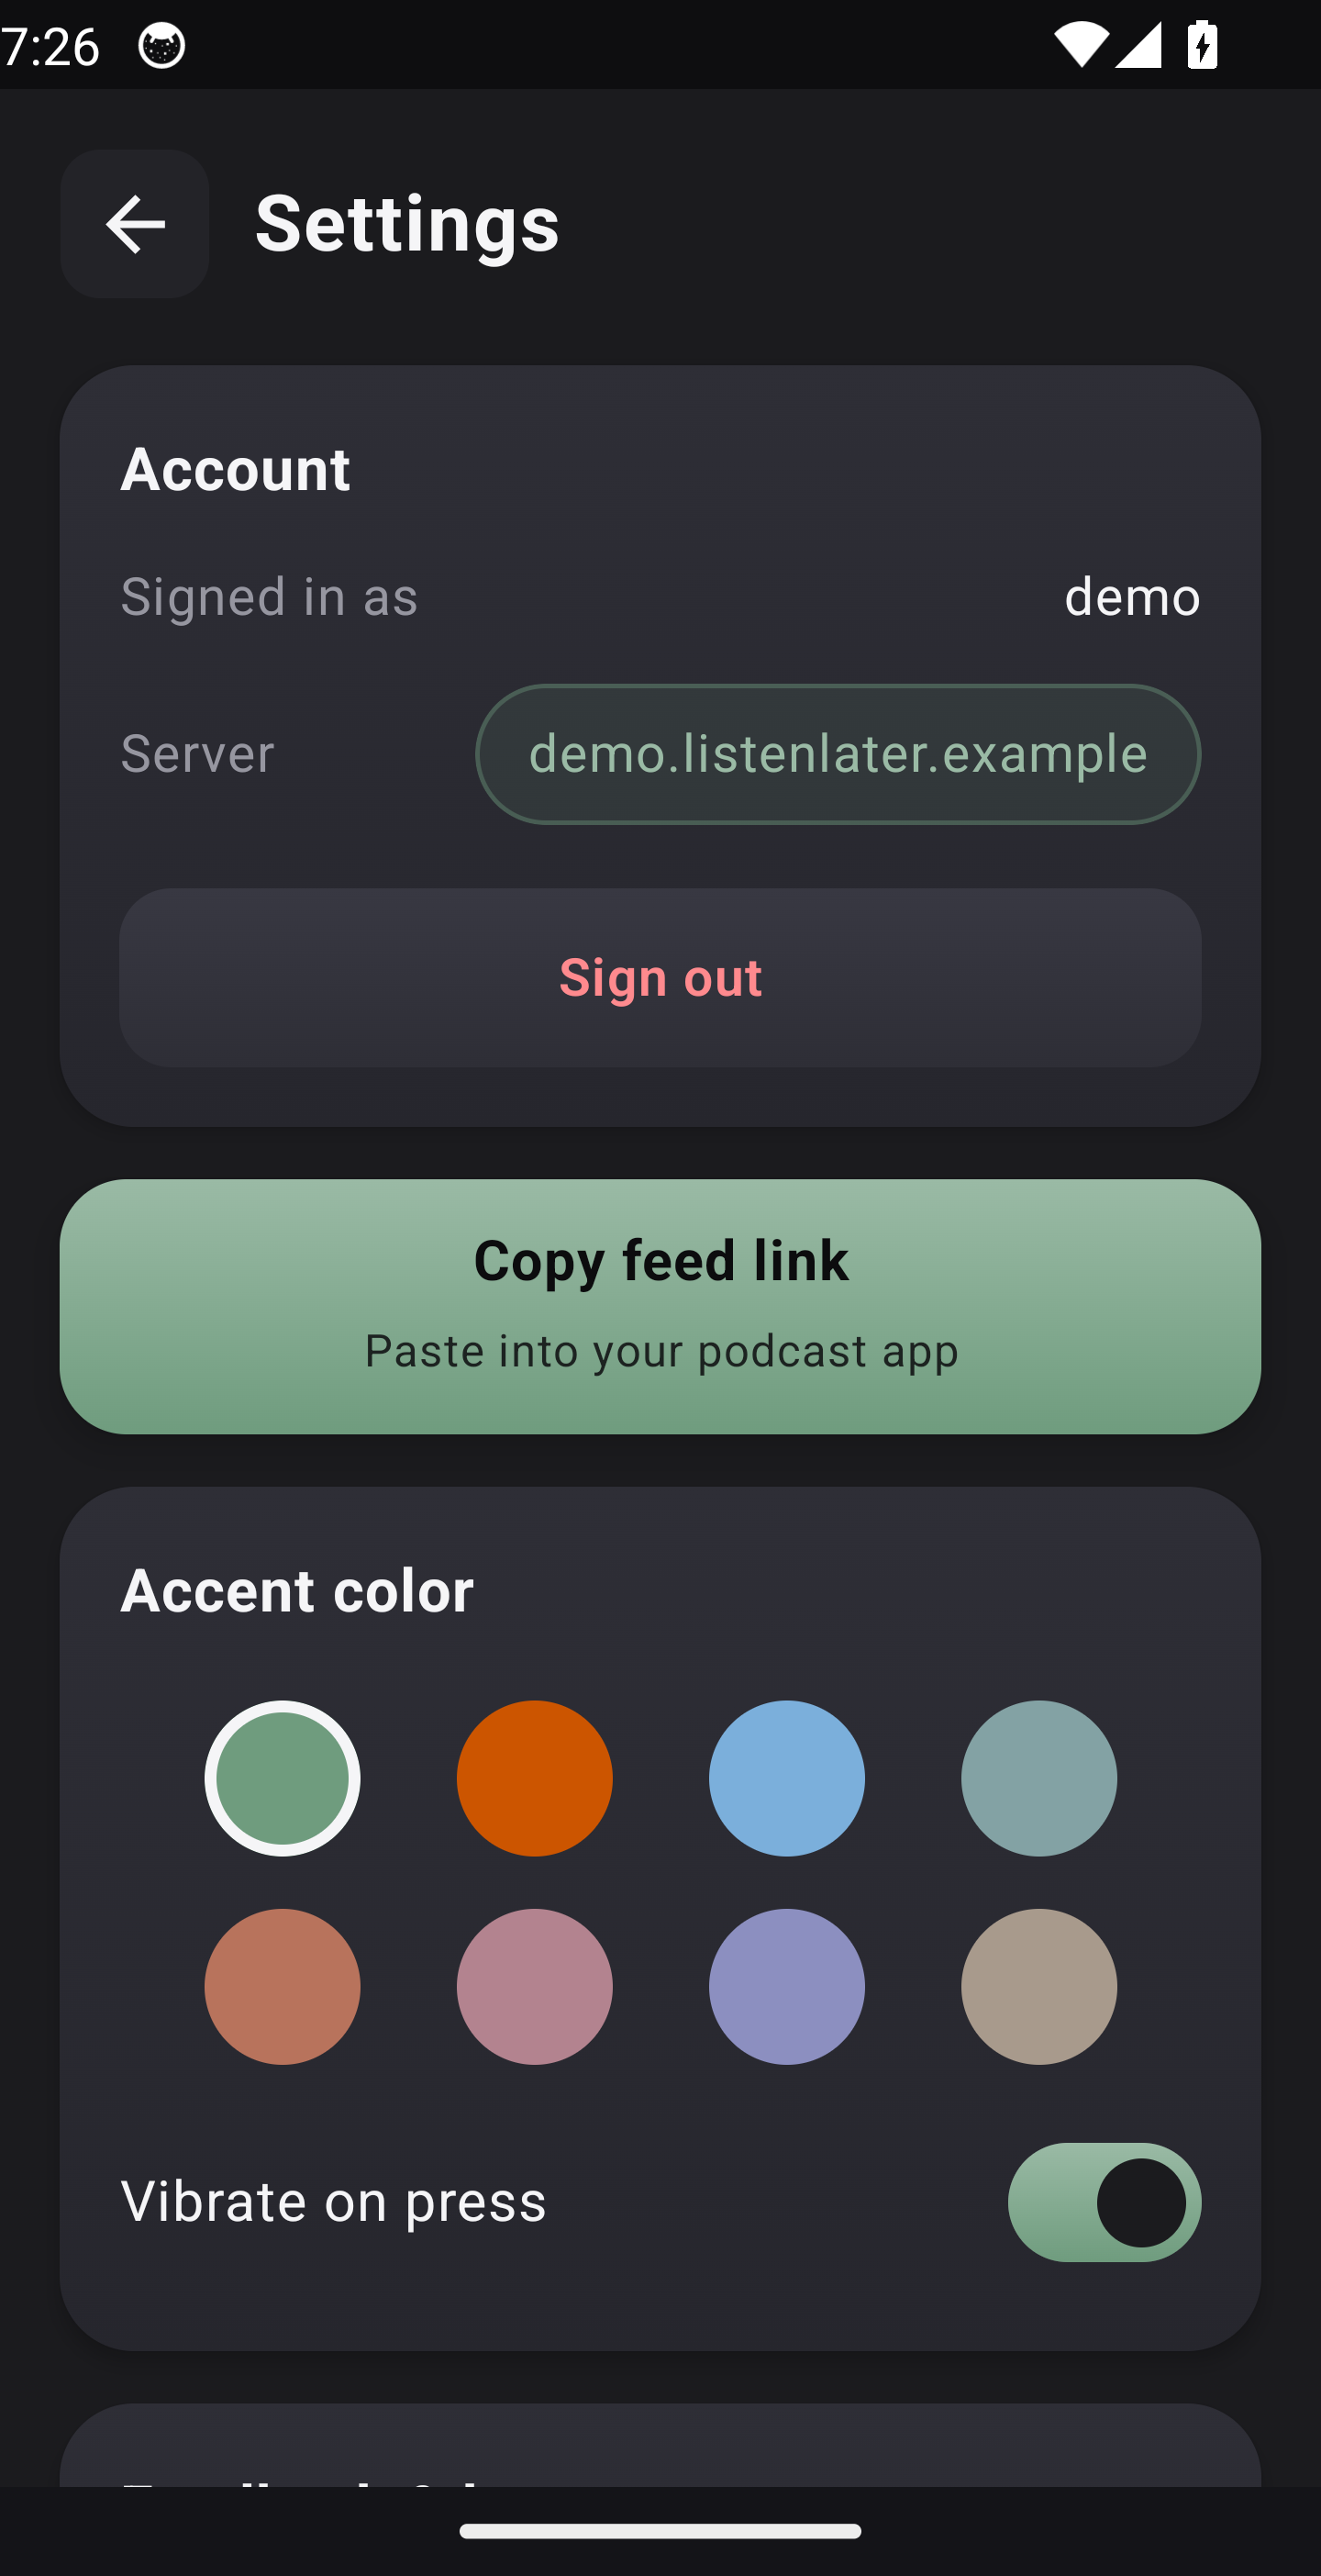 7:26
Settings
Account
Signed in as
demo
Server
demo.listenlater.example
Sign out
Copy feed link
Paste into your podcast app
Accent color
Vibrate on press